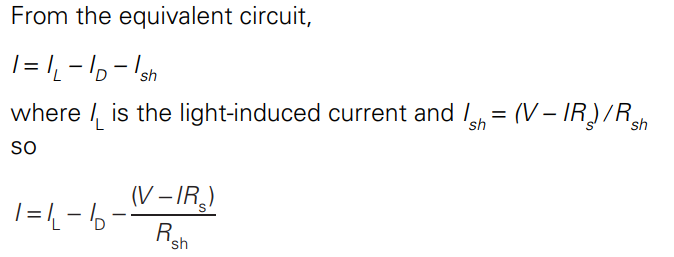 From the equivalent circuit,
I = I_L – I_D – I_sh
where I_L is the light-induced current and I_sh = (V – IR_s)/R_sh
so
I = I_L – I_D – (V – IR_s) / R_sh